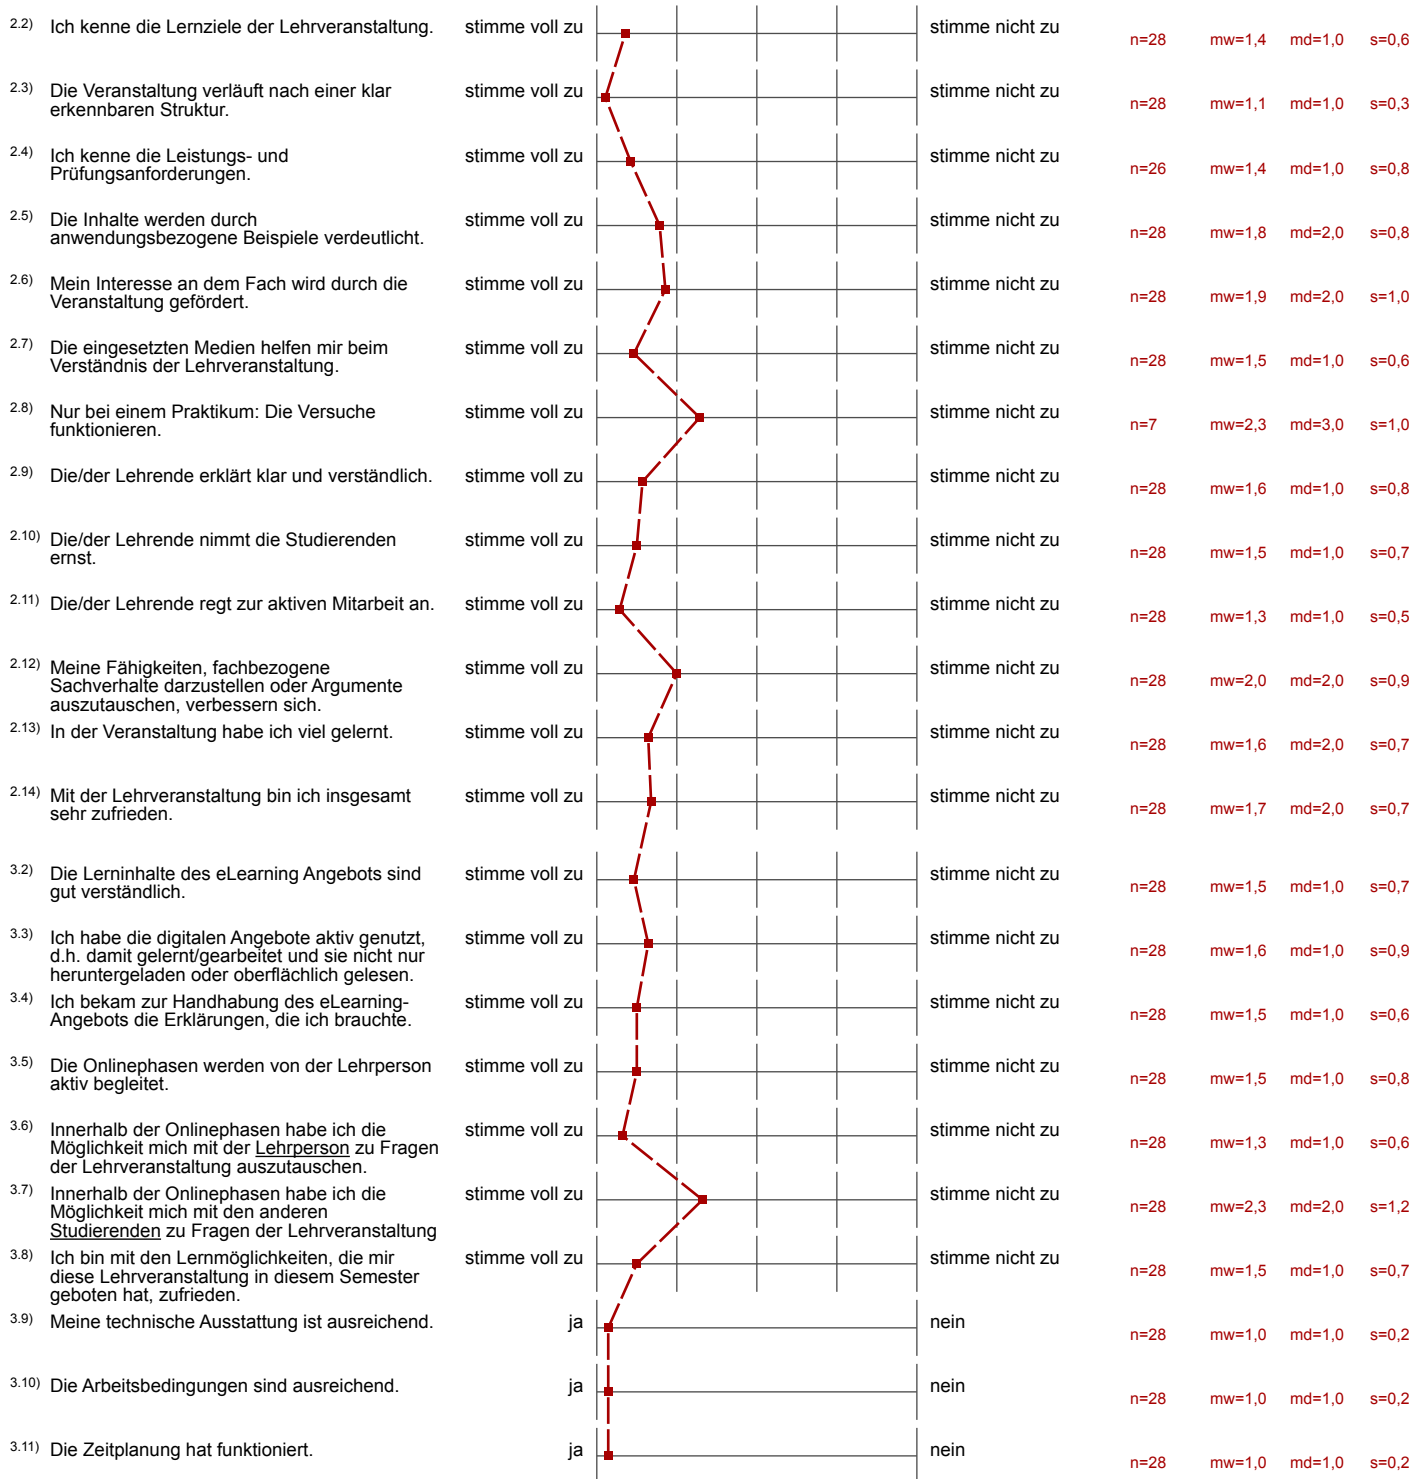 2.2) Ich kenne die Lernziele der Lehrveranstaltung. stimme voll zu stimme nicht zu n=28 mw=1,4 md=1,0 s=0,6
2.3) Die Veranstaltung verläuft nach einer klar
erkennbaren Struktur. stimme voll zu stimme nicht zu n=28 mw=1,1 md=1,0 s=0,3
2.4) Ich kenne die Leistungs- und
Prüfungsanforderungen. stimme voll zu stimme nicht zu n=26 mw=1,4 md=1,0 s=0,8
2.5) Die Inhalte werden durch
anwendungsbezogene Beispiele verdeutlicht. stimme voll zu stimme nicht zu n=28 mw=1,8 md=2,0 s=0,8
2.6) Mein Interesse an dem Fach wird durch die
Veranstaltung gefördert. stimme voll zu stimme nicht zu n=28 mw=1,9 md=2,0 s=1,0
2.7) Die eingesetzten Medien helfen mir beim
Verständnis der Lehrveranstaltung. stimme voll zu stimme nicht zu n=28 mw=1,5 md=1,0 s=0,6
2.8) Nur bei einem Praktikum: Die Versuche
funktionieren. stimme voll zu stimme nicht zu n=7 mw=2,3 md=3,0 s=1,0
2.9) Die/der Lehrende erklärt klar und verständlich. stimme voll zu stimme nicht zu n=28 mw=1,6 md=1,0 s=0,8
2.10) Die/der Lehrende nimmt die Studierenden
ernst. stimme voll zu stimme nicht zu n=28 mw=1,5 md=1,0 s=0,7
2.11) Die/der Lehrende regt zur aktiven Mitarbeit an. stimme voll zu stimme nicht zu n=28 mw=1,3 md=1,0 s=0,5
2.12) Meine Fähigkeiten, fachbezogene
Sachverhalte darzustellen oder Argumente
auszutauschen, verbessern sich. stimme voll zu stimme nicht zu n=28 mw=2,0 md=2,0 s=0,9
2.13) In der Veranstaltung habe ich viel gelernt. stimme voll zu stimme nicht zu n=28 mw=1,6 md=2,0 s=0,7
2.14) Mit der Lehrveranstaltung bin ich insgesamt
sehr zufrieden. stimme voll zu stimme nicht zu n=28 mw=1,7 md=2,0 s=0,7
3.2) Die Lerninhalte des eLearning Angebots sind
gut verständlich. stimme voll zu stimme nicht zu n=28 mw=1,5 md=1,0 s=0,7
3.3) Ich habe die digitalen Angebote aktiv genutzt,
d.h. damit gelernt/gearbeitet und sie nicht nur
heruntergeladen oder oberflächlich gelesen. stimme voll zu stimme nicht zu n=28 mw=1,6 md=1,0 s=0,9
3.4) Ich bekam zur Handhabung des eLearning-
Angebots die Erklärungen, die ich brauchte. stimme voll zu stimme nicht zu n=28 mw=1,5 md=1,0 s=0,6
3.5) Die Onlinephasen werden von der Lehrperson
aktiv begleitet. stimme voll zu stimme nicht zu n=28 mw=1,5 md=1,0 s=0,8
3.6) Innerhalb der Onlinephasen habe ich die
Möglichkeit mich mit der Lehrperson zu Fragen
der Lehrveranstaltung auszutauschen. stimme voll zu stimme nicht zu n=28 mw=1,3 md=1,0 s=0,6
3.7) Innerhalb der Onlinephasen habe ich die
Möglichkeit mich mit den anderen
Studierenden zu Fragen der Lehrveranstaltung stimme voll zu stimme nicht zu n=28 mw=2,3 md=2,0 s=1,2
3.8) Ich bin mit den Lernmöglichkeiten, die mir
diese Lehrveranstaltung in diesem Semester
geboten hat, zufrieden. stimme voll zu stimme nicht zu n=28 mw=1,5 md=1,0 s=0,7
3.9) Meine technische Ausstattung ist ausreichend. ja nein n=28 mw=1,0 md=1,0 s=0,2
3.10) Die Arbeitsbedingungen sind ausreichend. ja nein n=28 mw=1,0 md=1,0 s=0,2
3.11) Die Zeitplanung hat funktioniert. ja nein n=28 mw=1,0 md=1,0 s=0,2